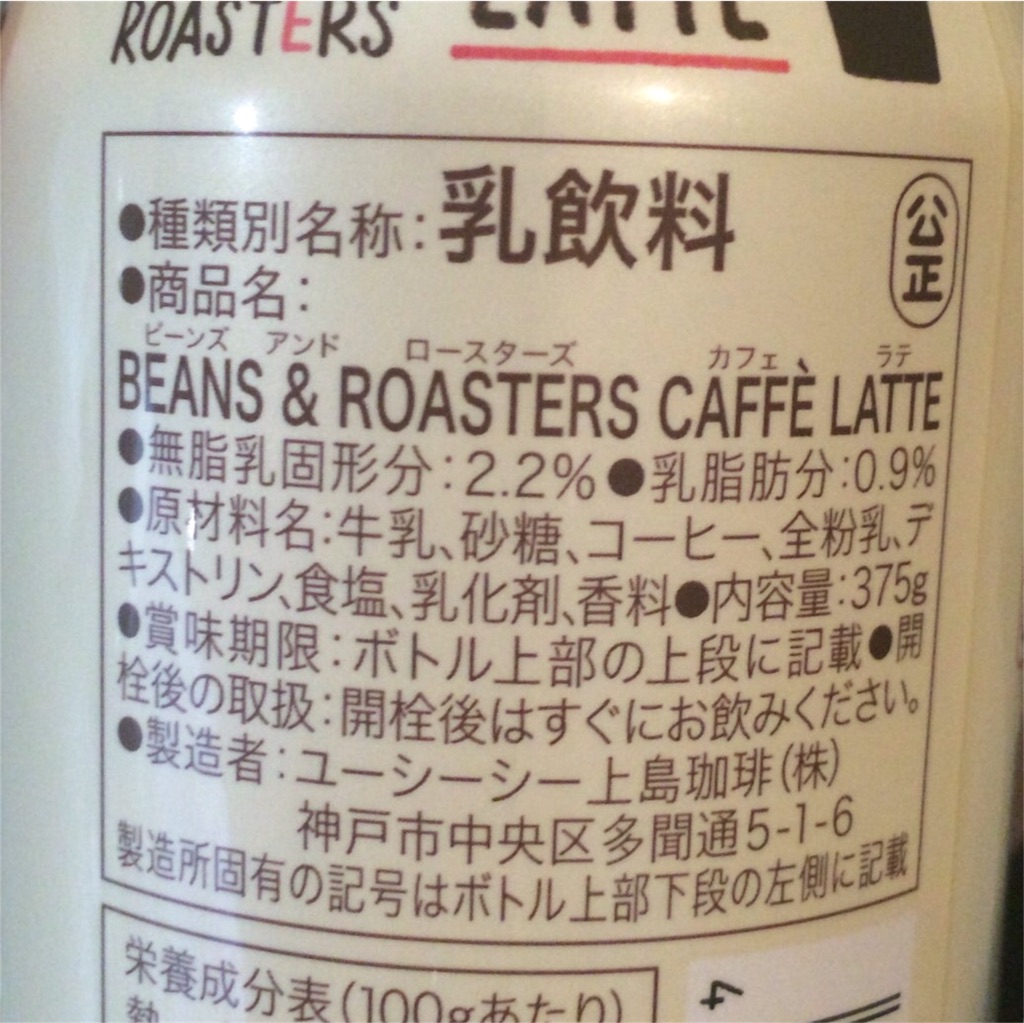 ROASTERS LATTE
●種類別名称:乳飲料
公正
●商品名:
ビーンズ アンド ロースターズ カフェ ラテ
BEANS & ROASTERS CAFFÈ LATTE
●無脂乳固形分:2.2%●乳脂肪分:0.9%
●原材料名:牛乳、砂糖、コーヒー、全粉乳、デ
キストリン、食塩、乳化剤、香料●内容量:375g
●賞味期限:ボトル上部の上段に記載●開
栓後の取扱:開栓後はすぐにお飲みください。
●製造者:ユーシーシー上島珈琲(株)
神戸市中央区多聞通5-1-6
製造所固有の記号はボトル上部下段の左側に記載
栄養成分表(100gあたり)
熱
4